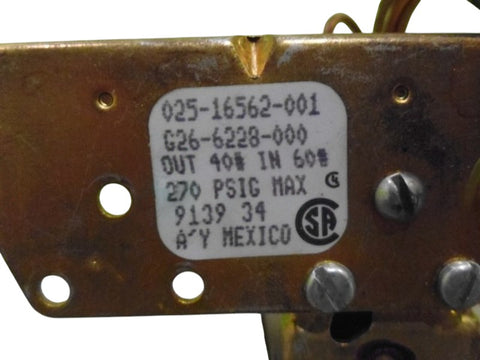 025-16562-001
G26-6228-000
OUT 40# IN 60#
270 PSIG MAX
9139 34
A'Y MEXICO